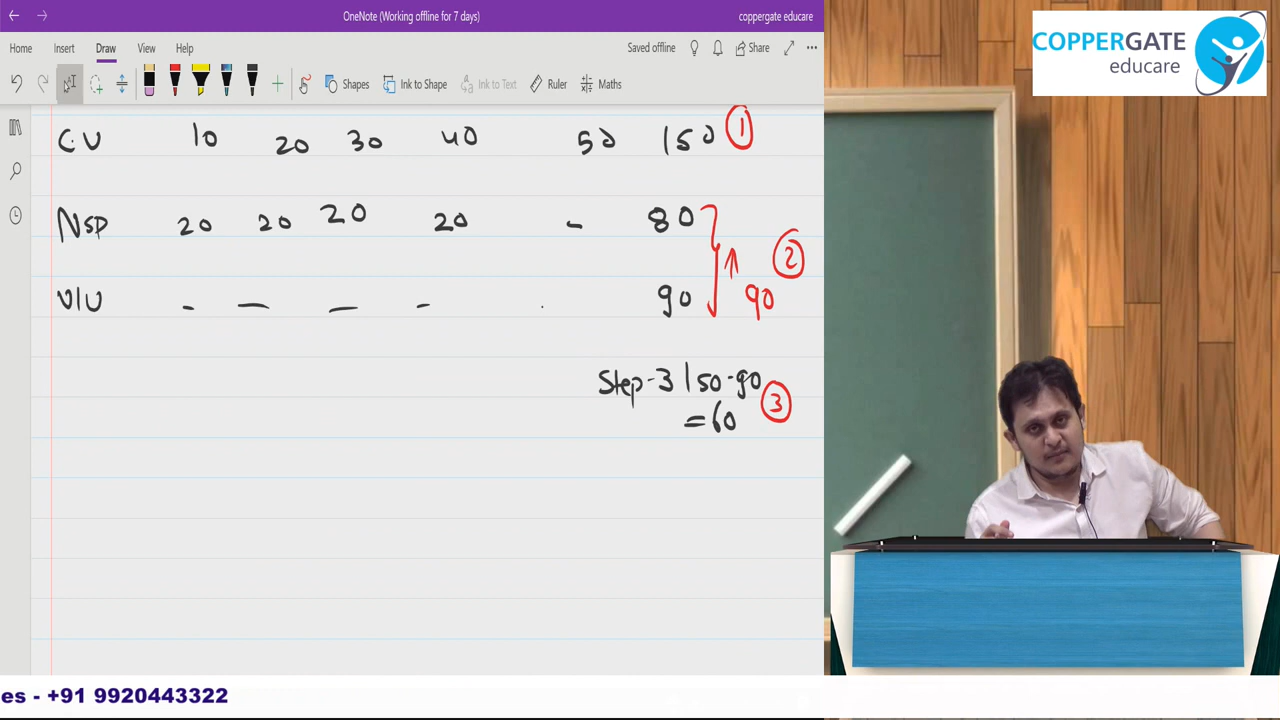 OneNote (Working offline for 7 days)
coppergate educare
Home Insert Draw View Help
Saved offline
Share
Shapes
Ink to Shape
Ink to Text
Ruler
Maths
COPPERGATE
educare
C.U 10 20 30 40 50 150 ①
NSP 20 20 20 20 - 80
②
V/U - - - - 90 90
Step-3 150-90
=60 ③
es - +91 9920443322